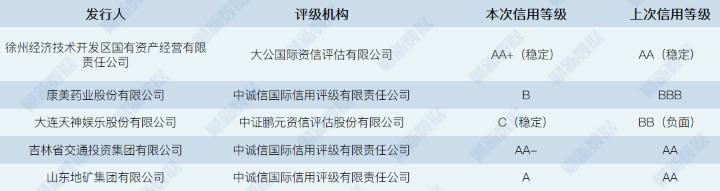 发行人 评级机构 本次信用等级 上次信用等级
徐州经济技术开发区国有资产经营有限
责任公司 大公国际资信评估有限公司 AA+（稳定） AA（稳定）
康美药业股份有限公司 中诚信国际信用评级有限责任公司 B BBB
大连天神娱乐股份有限公司 中证鹏元资信评估股份有限公司 C（稳定） BB（负面）
吉林省交通投资集团有限公司 中诚信国际信用评级有限责任公司 AA- AA
山东地矿集团有限公司 中诚信国际信用评级有限责任公司 A AA